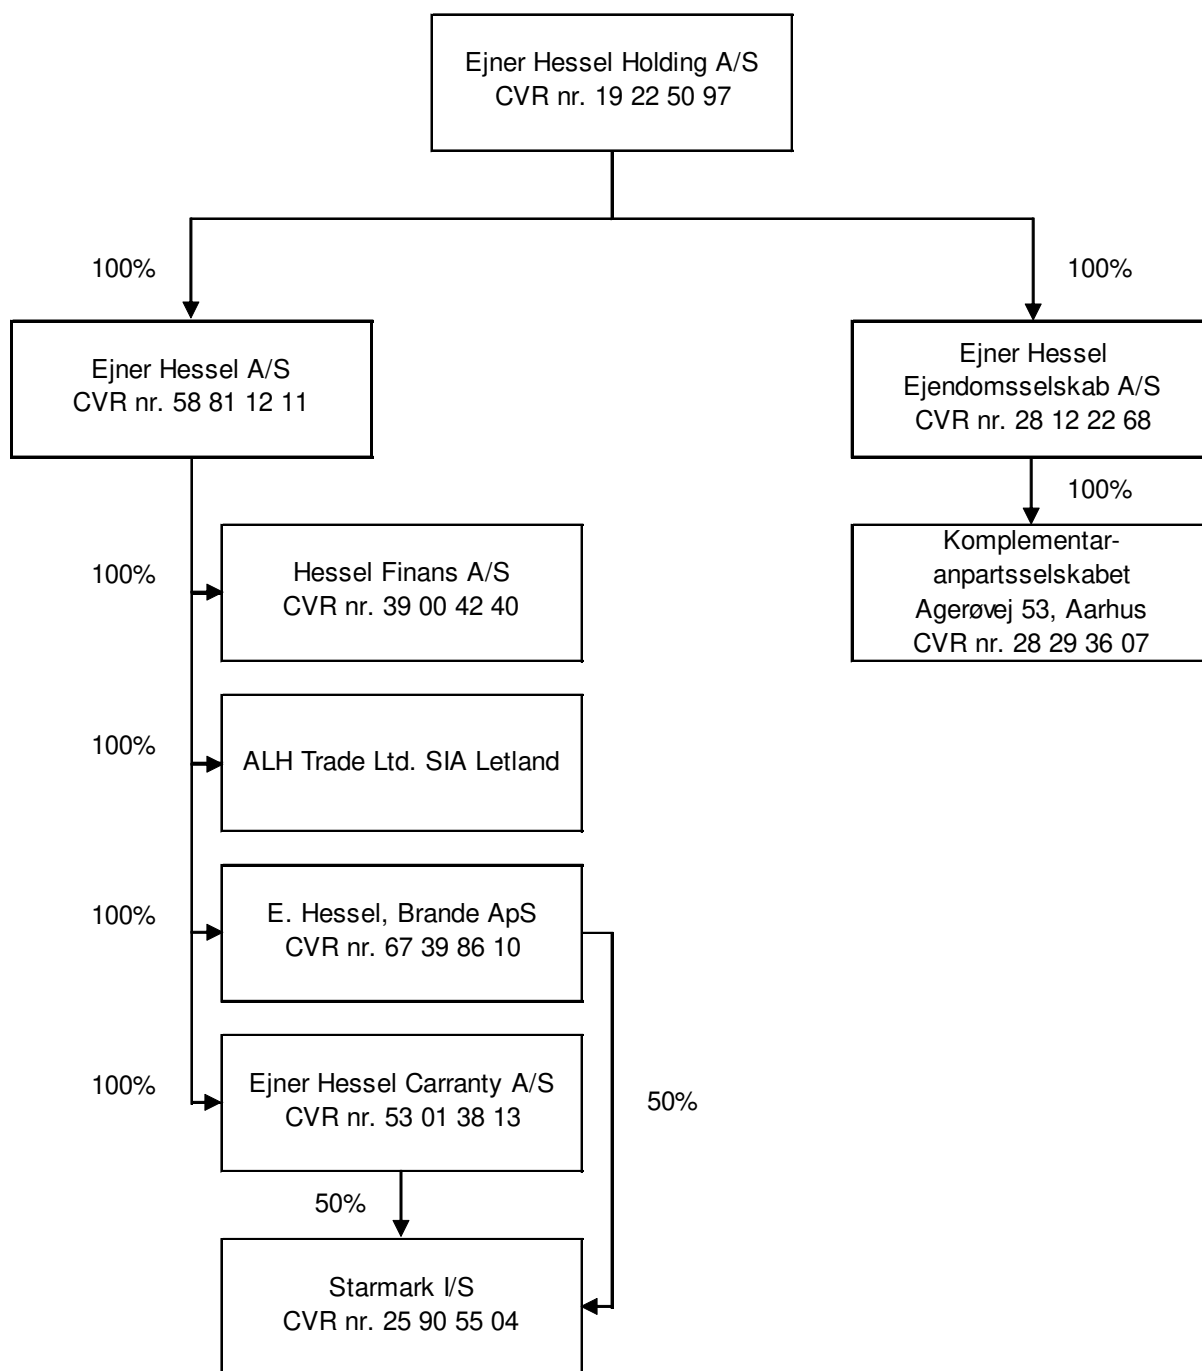 Ejner Hessel Holding A/S
CVR nr. 19 22 50 97
100%
100%
Ejner Hessel A/S
CVR nr. 58 81 12 11
Ejner Hessel
Ejendomsselskab A/S
CVR nr. 28 12 22 68
100%
Komplementar-
anpartsselskabet
Agerøvej 53, Aarhus
CVR nr. 28 29 36 07
100%
Hessel Finans A/S
CVR nr. 39 00 42 40
100%
ALH Trade Ltd. SIA Letland
100%
E. Hessel, Brande ApS
CVR nr. 67 39 86 10
100%
Ejner Hessel Carranty A/S
CVR nr. 53 01 38 13
50%
50%
Starmark I/S
CVR nr. 25 90 55 04